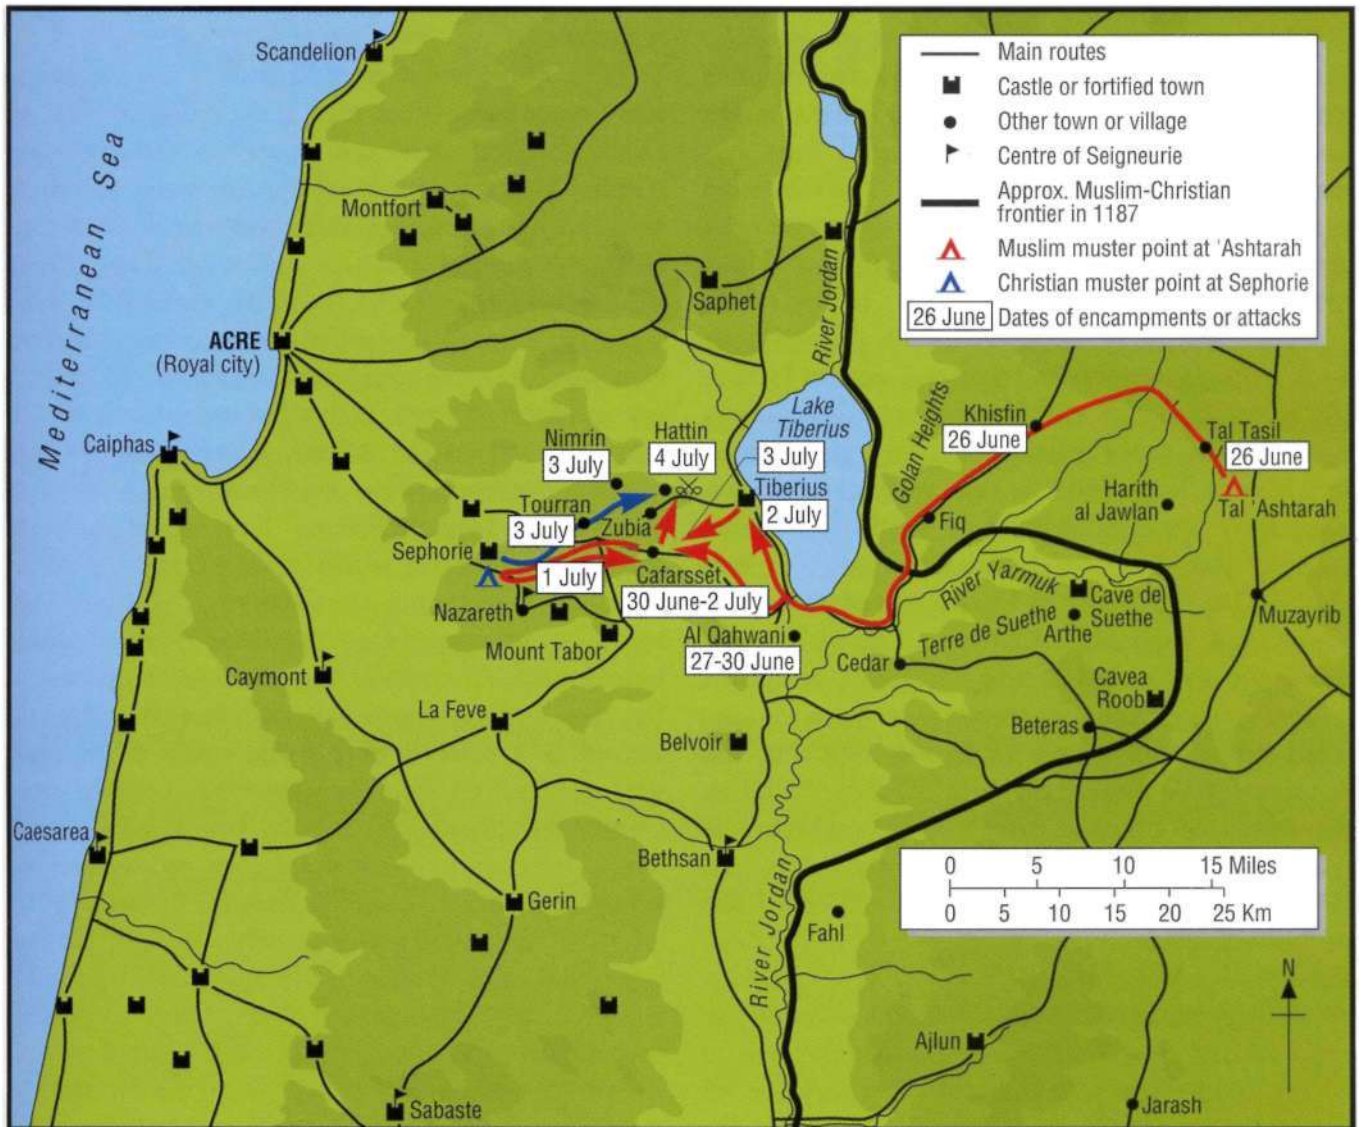 Scandelion
Main routes
Castle or fortified town
Other town or village
Centre of Seigneurie
Approx. Muslim-Christian
frontier in 1187
Muslim muster point at 'Ashtarah
Christian muster point at Sephorie
26 June Dates of encampments or attacks
Mediterranean Sea
Montfort
Saphet
River Jordan
ACRE
(Royal city)
Caiphas
Lake
Tiberius
Golan Heights
Khisfin
26 June
Tal Tasil
26 June
Tal 'Ashtarah
Harith
al Jawlan
Fiq
Nimrin
3 July
Hattin
4 July
3 July
Tiberius
2 July
Tourran
3 July
Zubia
Sephorie
1 July
Cafarsset
30 June-2 July
Nazareth
Mount Tabor
Al Qahwani
27-30 June
Cedar
River Yarmuk
Terre de Suethe
Cave de
Suethe
Arthe
Muzayrib
Cavea
Roob
Beteras
Caymont
La Feve
Belvoir
Caesarea
Bethsan
Gerin
River Jordan
Fahl
0 5 10 15 Miles
0 5 10 15 20 25 Km
N
Ajlun
Sabaste
Jarash